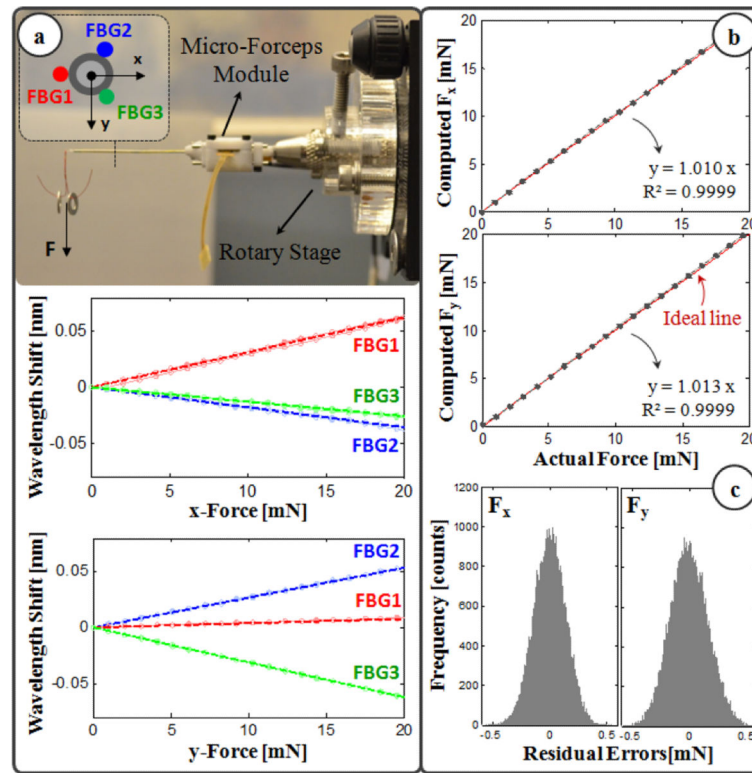 a
FBG2
x
FBG1
FBG3
y
Micro-Forceps
Module
F
Rotary Stage
Wavelength Shift [nm]
0.05
0
-0.05
FBG1
FBG3
FBG2
0 5 10 15 20
x-Force [mN]
Wavelength Shift [nm]
0.05
0
-0.05
FBG2
FBG1
FBG3
0 5 10 15 20
y-Force [mN]
b
Computed Fx [mN]
20
15
10
5
0
0 5 10 15 20
y = 1.010 x
R² = 0.9999
Computed Fy [mN]
20
15
10
5
0
Ideal line
y = 1.013 x
R² = 0.9999
0 5 10 15 20
Actual Force [mN]
c
Frequency [counts]
1200
1000
800
600
400
200
0
Fx
Fy
-0.5 0 0.5
-0.5 0 0.5
Residual Errors[mN]